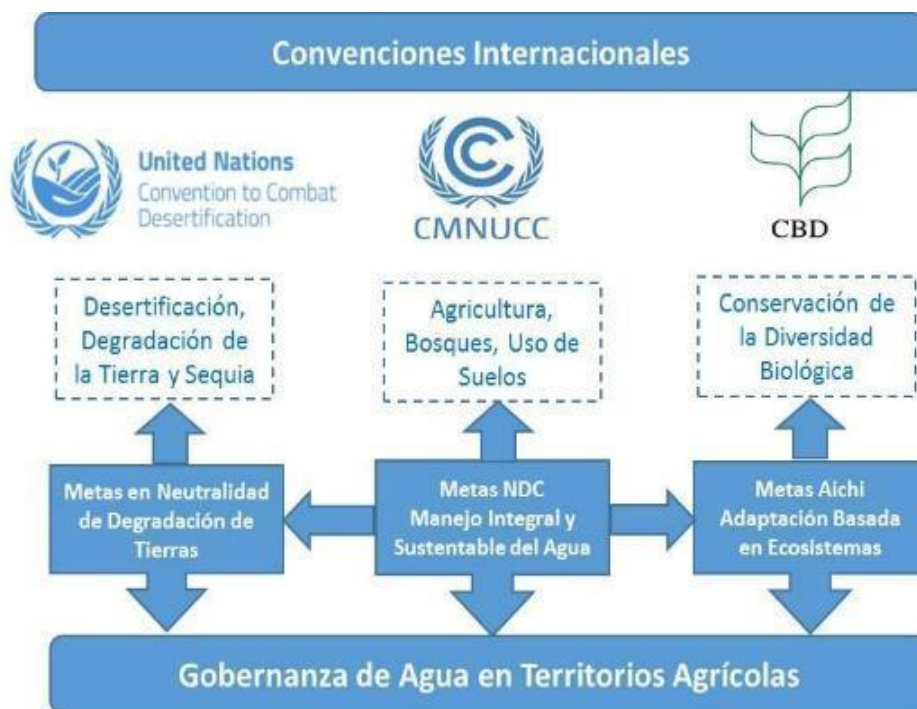 Convenciones Internacionales
United Nations
Convention to Combat
Desertification
CMNUCC
CBD
Desertificación,
Degradación de
la Tierra y Sequia
Agricultura,
Bosques, Uso de
Suelos
Conservación de
la Diversidad
Biológica
Metas en Neutralidad
de Degradación de
Tierras
Metas NDC
Manejo Integral y
Sustentable del Agua
Metas Aichi
Adaptación Basada
en Ecosistemas
Gobernanza de Agua en Territorios Agrícolas